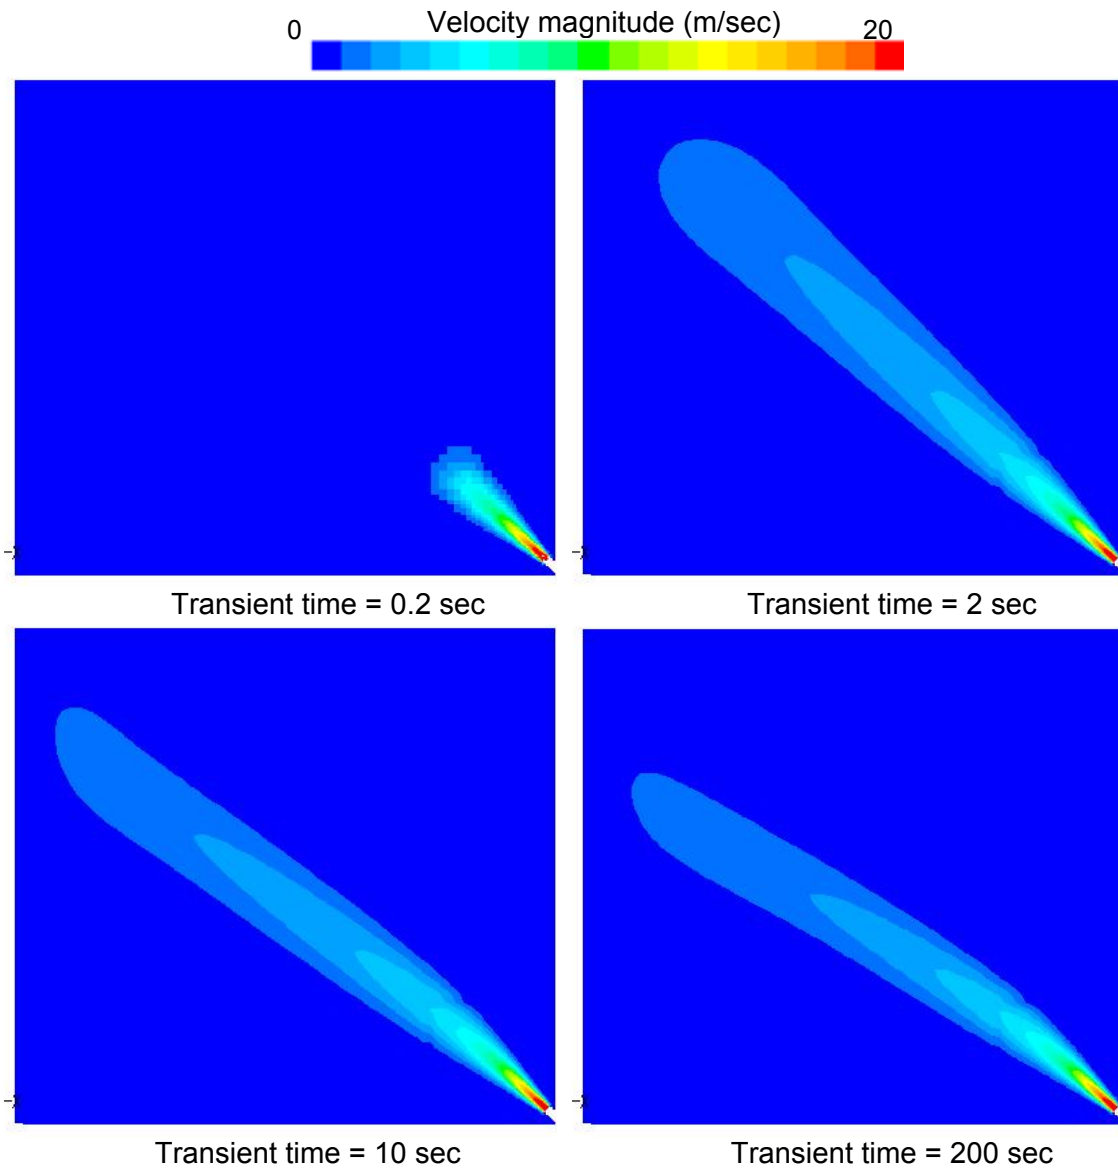 Velocity magnitude (m/sec)
0 20
Transient time = 0.2 sec
Transient time = 2 sec
Transient time = 10 sec
Transient time = 200 sec